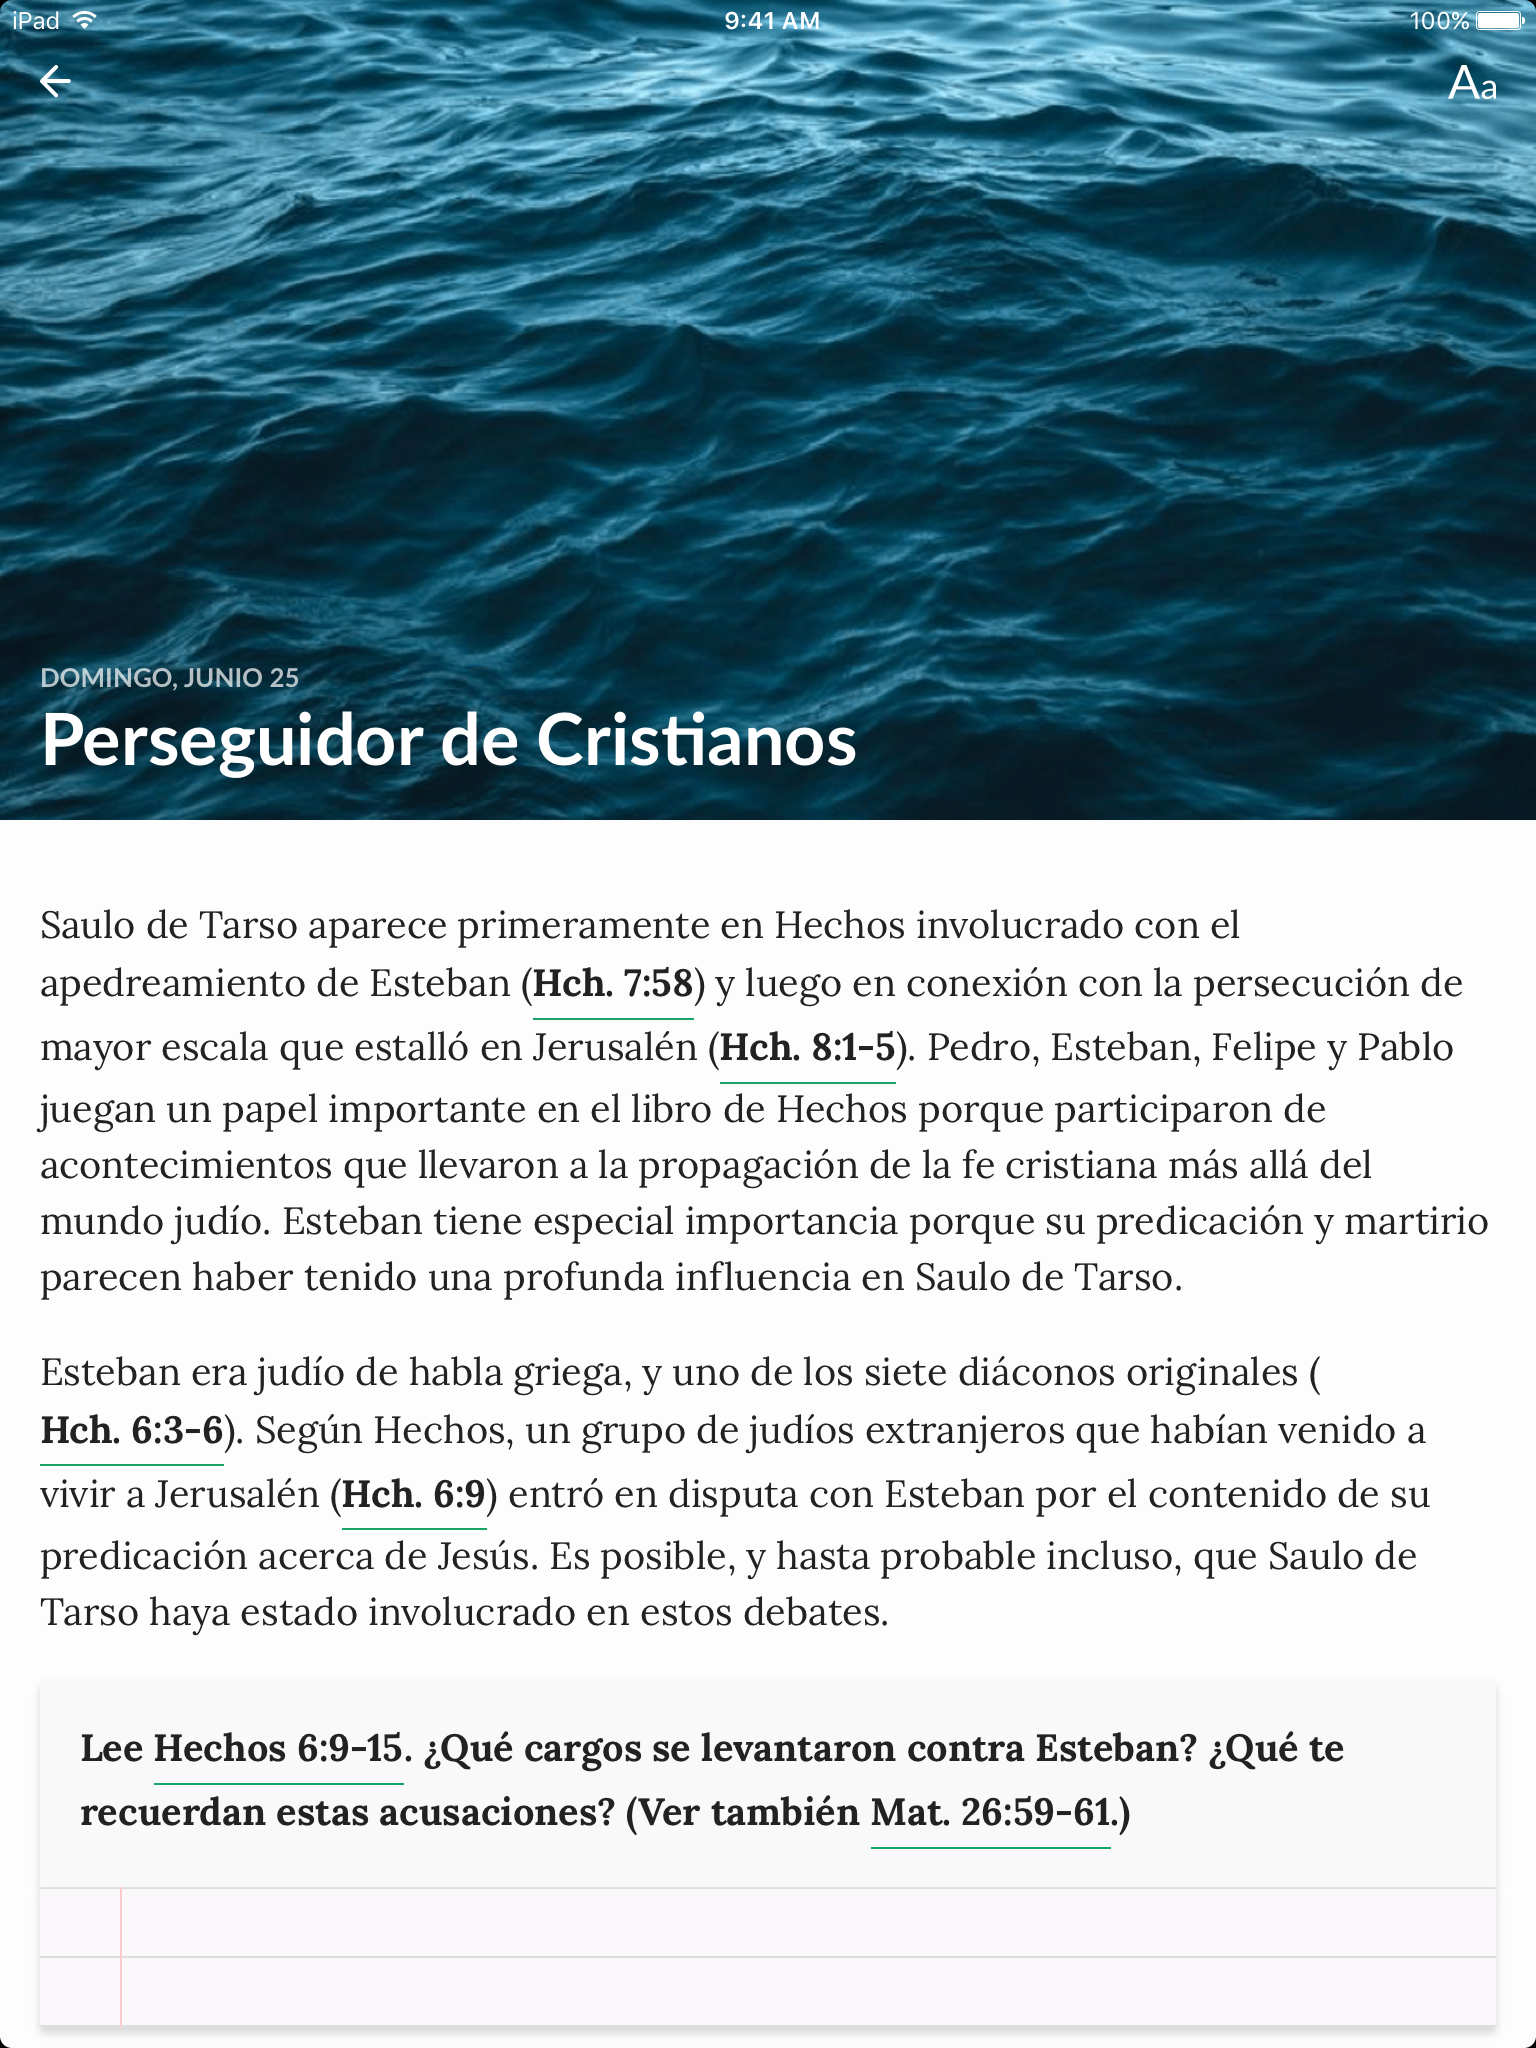 iPad 9:41 AM 100%
Aa
DOMINGO, JUNIO 25
Perseguidor de Cristianos
Saulo de Tarso aparece primeramente en Hechos involucrado con el
apedreamiento de Esteban (Hch. 7:58) y luego en conexión con la persecución de
mayor escala que estalló en Jerusalén (Hch. 8:1-5). Pedro, Esteban, Felipe y Pablo
juegan un papel importante en el libro de Hechos porque participaron de
acontecimientos que llevaron a la propagación de la fe cristiana más allá del
mundo judío. Esteban tiene especial importancia porque su predicación y martirio
parecen haber tenido una profunda influencia en Saulo de Tarso.
Esteban era judío de habla griega, y uno de los siete diáconos originales (
Hch. 6:3-6). Según Hechos, un grupo de judíos extranjeros que habían venido a
vivir a Jerusalén (Hch. 6:9) entró en disputa con Esteban por el contenido de su
predicación acerca de Jesús. Es posible, y hasta probable incluso, que Saulo de
Tarso haya estado involucrado en estos debates.
Lee Hechos 6:9-15. ¿Qué cargos se levantaron contra Esteban? ¿Qué te
recuerdan estas acusaciones? (Ver también Mat. 26:59-61.)